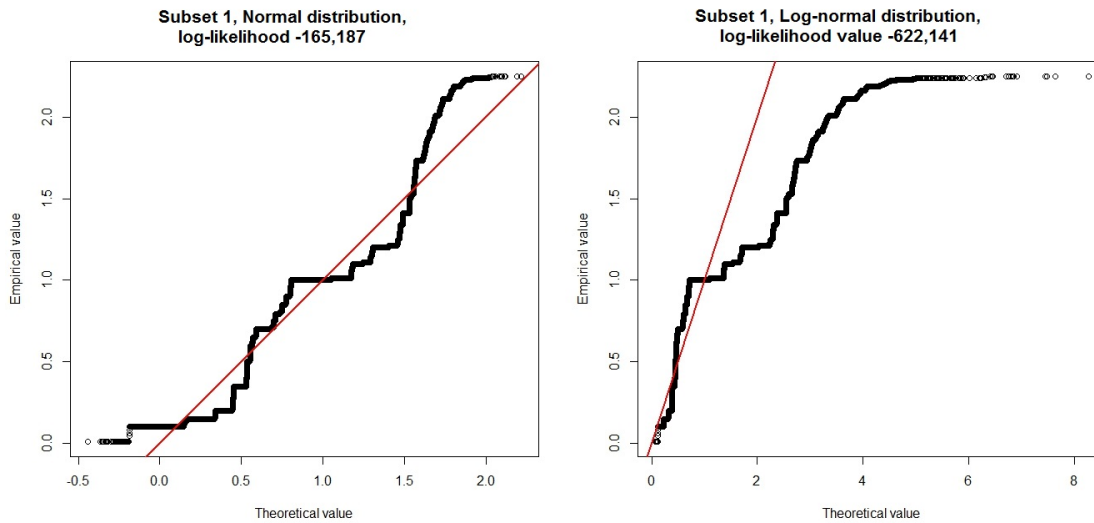 Subset 1, Normal distribution,
log-likelihood -165,187
2.0
1.5
1.0
0.5
0.0
Empirical value
-0.5
0.0
0.5
1.0
1.5
2.0
Theoretical value
Subset 1, Log-normal distribution,
log-likelihood value -622,141
2.0
1.5
1.0
0.5
0.0
Empirical value
0
2
4
6
8
Theoretical value